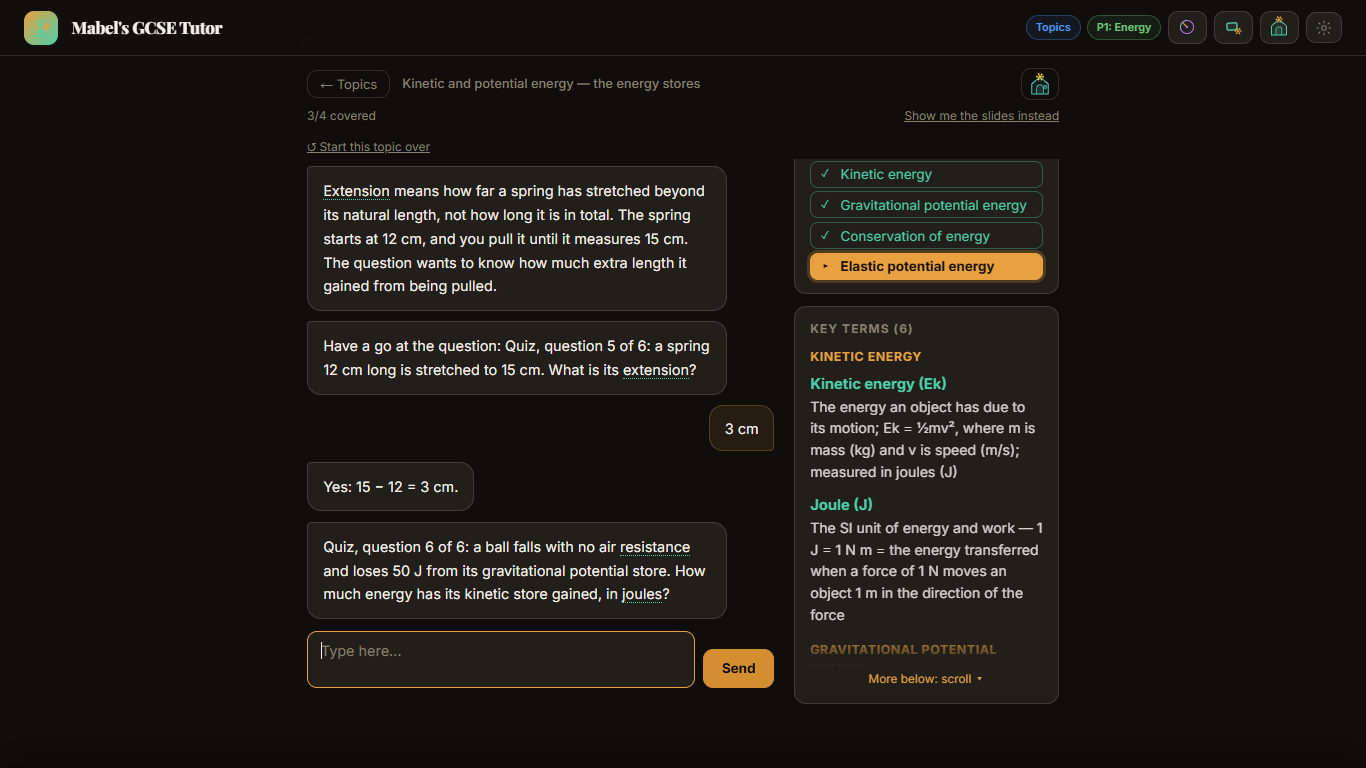 Mabel's GCSE Tutor
Topics
P1: Energy
← Topics
Kinetic and potential energy — the energy stores
3/4 covered
Show me the slides instead
↺ Start this topic over
Extension means how far a spring has stretched beyond
its natural length, not how long it is in total. The spring
starts at 12 cm, and you pull it until it measures 15 cm.
The question wants to know how much extra length it
gained from being pulled.
Have a go at the question: Quiz, question 5 of 6: a spring
12 cm long is stretched to 15 cm. What is its extension?
3 cm
Yes: 15 − 12 = 3 cm.
Quiz, question 6 of 6: a ball falls with no air resistance
and loses 50 J from its gravitational potential store. How
much energy has its kinetic store gained, in joules?
Type here...
Send
✓ Kinetic energy
✓ Gravitational potential energy
✓ Conservation of energy
▸ Elastic potential energy
KEY TERMS (6)
KINETIC ENERGY
Kinetic energy (Ek)
The energy an object has due to
its motion; Ek = ½mv², where m is
mass (kg) and v is speed (m/s);
measured in joules (J)
Joule (J)
The SI unit of energy and work — 1
J = 1 N m = the energy transferred
when a force of 1 N moves an
object 1 m in the direction of the
force
GRAVITATIONAL POTENTIAL
More below: scroll ▾